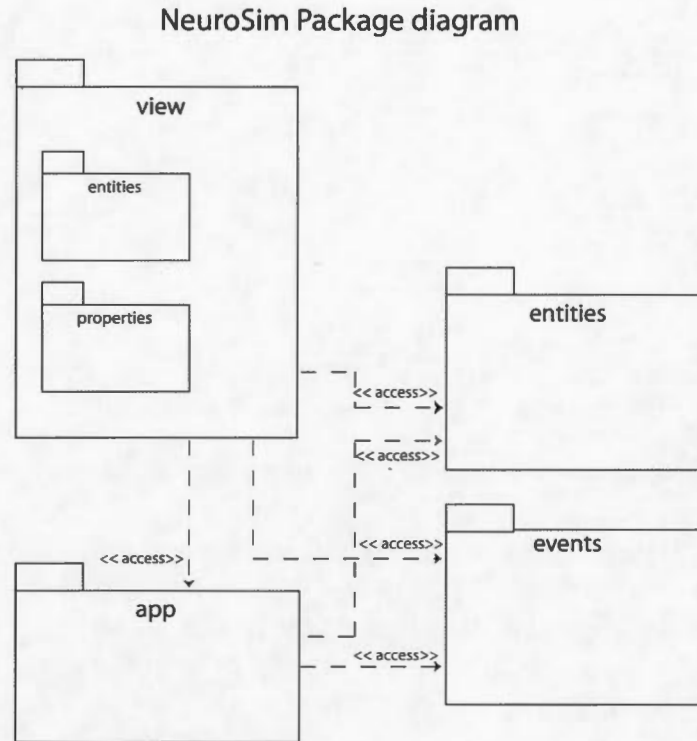 NeuroSim Package diagram
view
entities
properties
entities
<< access>>
<< access>>
<< access>>
<< access>>
events
app
<< access>>